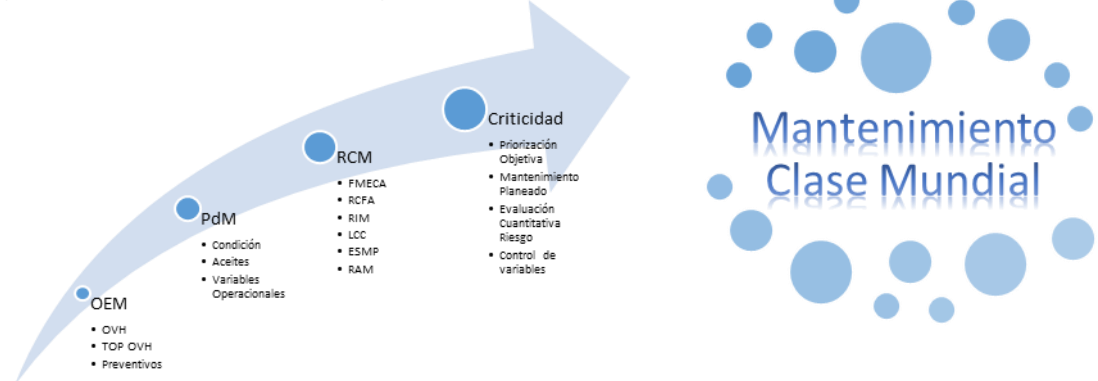 OEM
• OVH
• TOP OVH
• Preventivos
PdM
• Condición
• Aceites
• Variables
Operacionales
RCM
• FMECA
• RCFA
• RIM
• LCC
• ESMP
• RAM
Criticidad
• Priorización
Objetiva
• Mantenimiento
Planeado
• Evaluación
Cuantitativa
Riesgo
• Control de
variables
Mantenimiento
Clase Mundial